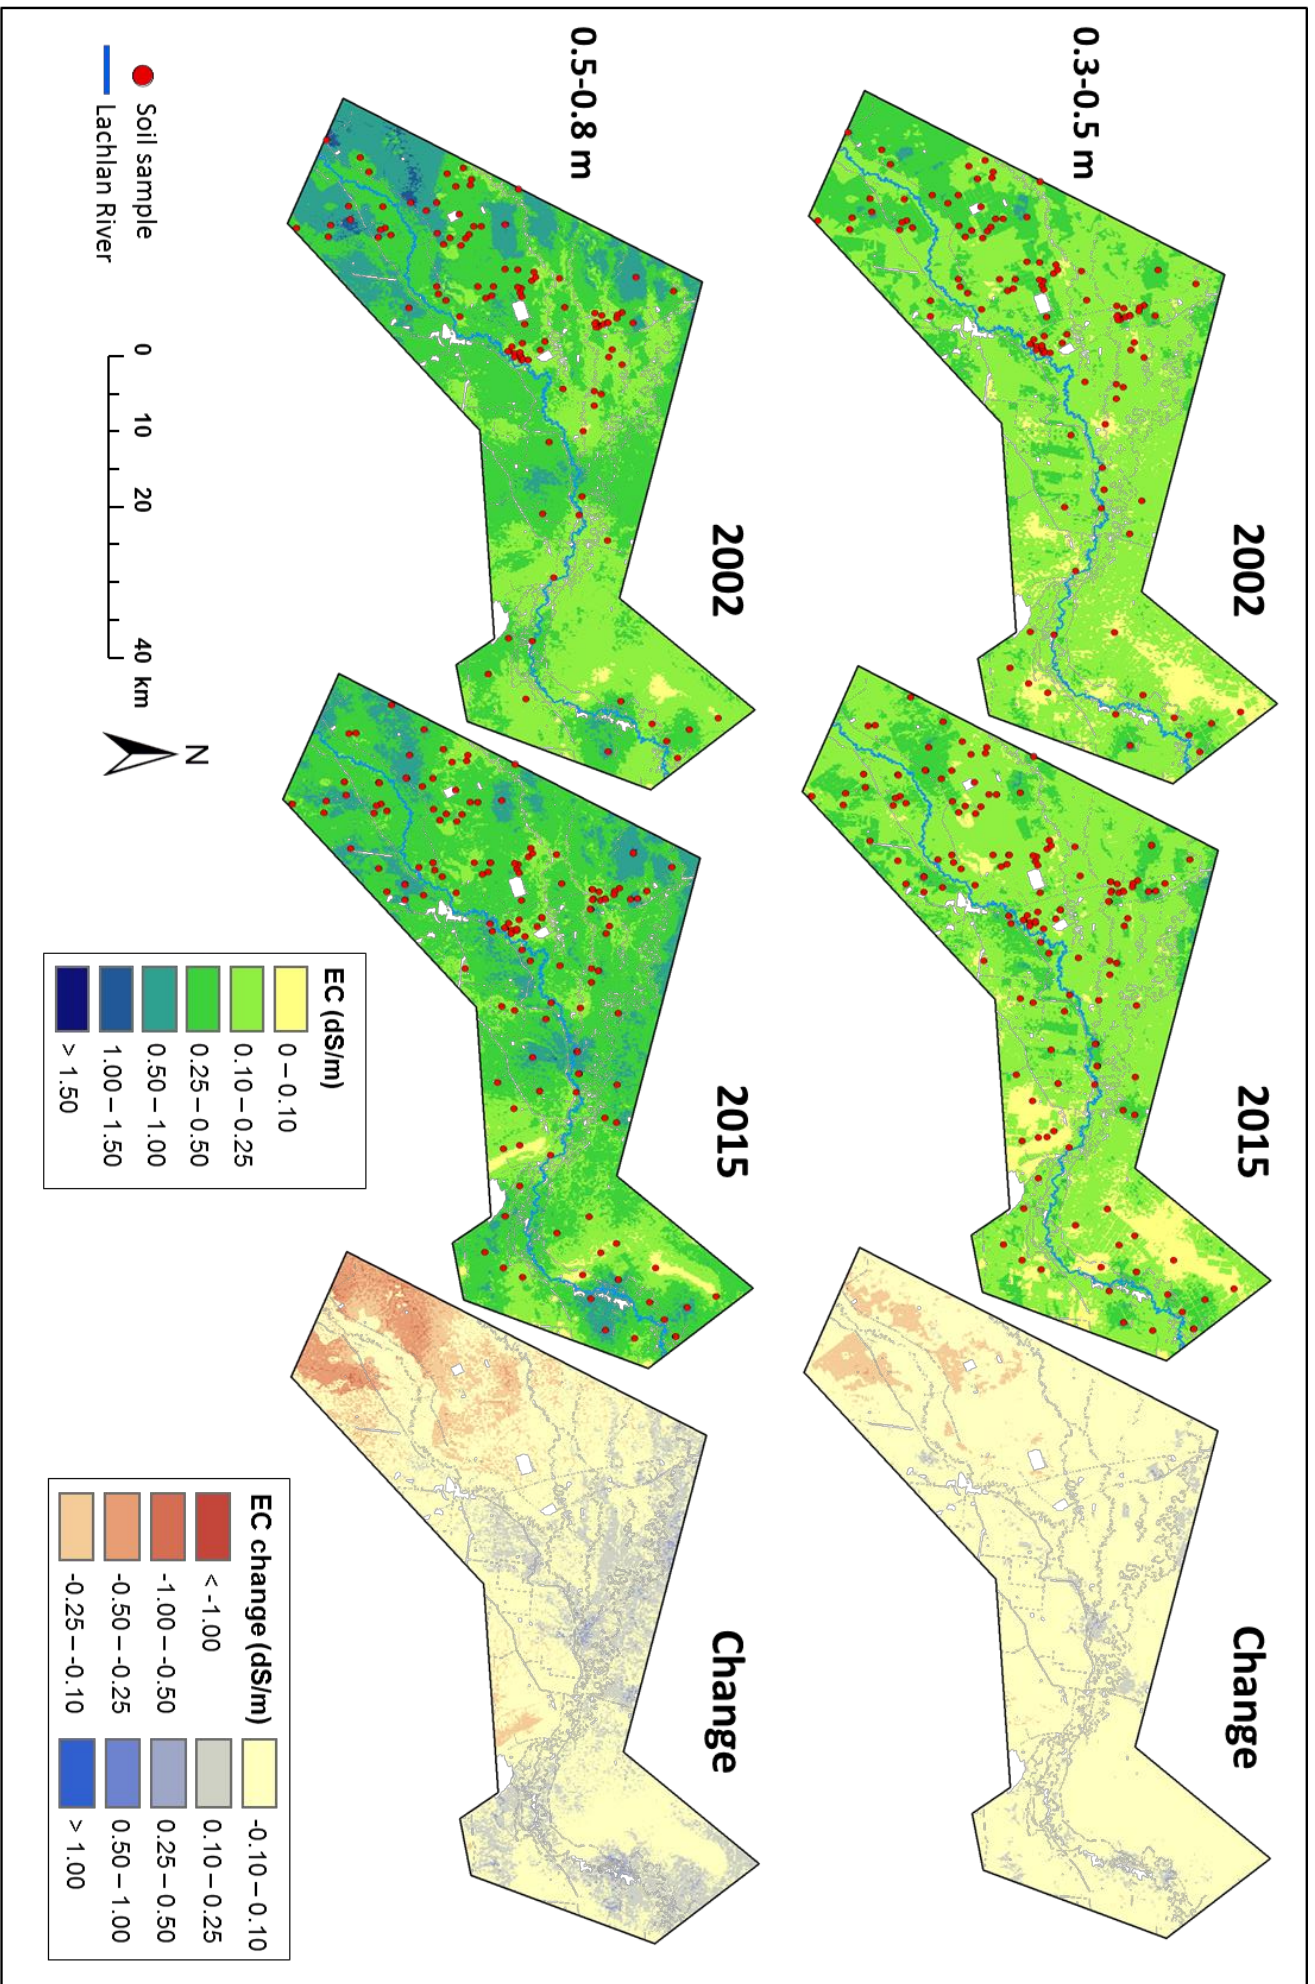 2002
2015
Change
0.3-0.5 m
2002
2015
Change
0.5-0.8 m
Soil sample
Lachlan River
0 10 20 40 km
N
EC (dS/m)
0 – 0.10
0.10 – 0.25
0.25 – 0.50
0.50 – 1.00
1.00 – 1.50
> 1.50
EC change (dS/m)
< -1.00
-1.00 – -0.50
-0.50 – -0.25
-0.25 – -0.10
-0.10 – 0.10
0.10 – 0.25
0.25 – 0.50
0.50 – 1.00
> 1.00